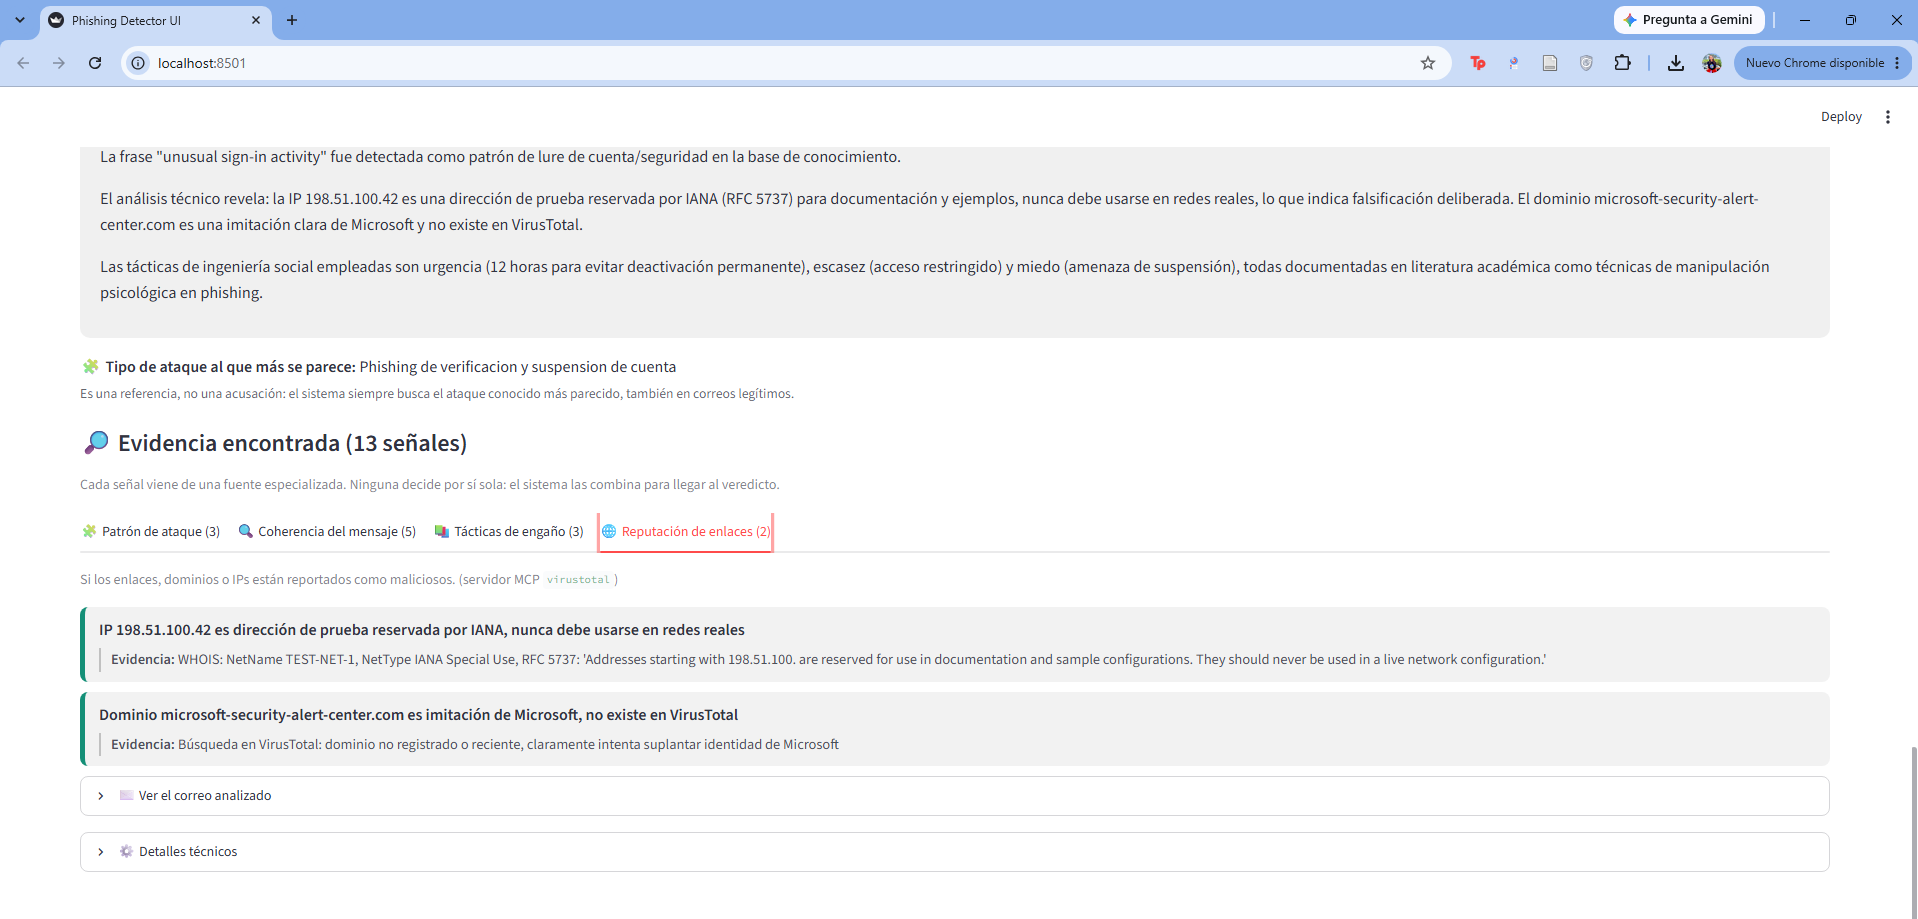 Phishing Detector UI
Pregunta a Gemini
localhost:8501
Tp
Nuevo Chrome disponible
Deploy
La frase "unusual sign-in activity" fue detectada como patrón de lure de cuenta/seguridad en la base de conocimiento.
El análisis técnico revela: la IP 198.51.100.42 es una dirección de prueba reservada por IANA (RFC 5737) para documentación y ejemplos, nunca debe usarse en redes reales, lo que indica falsificación deliberada. El dominio microsoft-security-alert-
center.com es una imitación clara de Microsoft y no existe en VirusTotal.
Las tácticas de ingeniería social empleadas son urgencia (12 horas para evitar deactivación permanente), escasez (acceso restringido) y miedo (amenaza de suspensión), todas documentadas en literatura académica como técnicas de manipulación
psicológica en phishing.
Tipo de ataque al que más se parece: Phishing de verificacion y suspension de cuenta
Es una referencia, no una acusación: el sistema siempre busca el ataque conocido más parecido, también en correos legítimos.
Evidencia encontrada (13 señales)
Cada señal viene de una fuente especializada. Ninguna decide por sí sola: el sistema las combina para llegar al veredicto.
Patrón de ataque (3) Coherencia del mensaje (5) Tácticas de engaño (3) Reputación de enlaces (2)
Si los enlaces, dominios o IPs están reportados como maliciosos. (servidor MCP virustotal )
IP 198.51.100.42 es dirección de prueba reservada por IANA, nunca debe usarse en redes reales
Evidencia: WHOIS: NetName TEST-NET-1, NetType IANA Special Use, RFC 5737: 'Addresses starting with 198.51.100. are reserved for use in documentation and sample configurations. They should never be used in a live network configuration.'
Dominio microsoft-security-alert-center.com es imitación de Microsoft, no existe en VirusTotal
Evidencia: Búsqueda en VirusTotal: dominio no registrado o reciente, claramente intenta suplantar identidad de Microsoft
Ver el correo analizado
Detalles técnicos